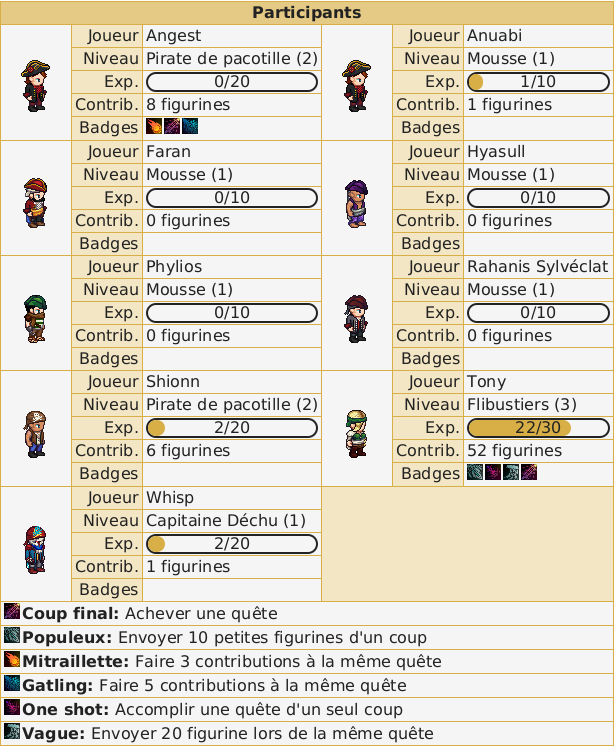 Participants
Joueur Angest
Niveau Pirate de pacotille (2)
Exp. 0/20
Contrib. 8 figurines
Badges
Joueur Anuabi
Niveau Mousse (1)
Exp. 1/10
Contrib. 1 figurines
Badges
Joueur Faran
Niveau Mousse (1)
Exp. 0/10
Contrib. 0 figurines
Badges
Joueur Hyasull
Niveau Mousse (1)
Exp. 0/10
Contrib. 0 figurines
Badges
Joueur Phylios
Niveau Mousse (1)
Exp. 0/10
Contrib. 0 figurines
Badges
Joueur Rahanis Sylvéclat
Niveau Mousse (1)
Exp. 0/10
Contrib. 0 figurines
Badges
Joueur Shionn
Niveau Pirate de pacotille (2)
Exp. 2/20
Contrib. 6 figurines
Badges
Joueur Tony
Niveau Flibustiers (3)
Exp. 22/30
Contrib. 52 figurines
Badges
Joueur Whisp
Niveau Capitaine Déchu (1)
Exp. 2/20
Contrib. 1 figurines
Badges
Coup final: Achever une quête
Populeux: Envoyer 10 petites figurines d'un coup
Mitraillette: Faire 3 contributions à la même quête
Gatling: Faire 5 contributions à la même quête
One shot: Accomplir une quête d'un seul coup
Vague: Envoyer 20 figurine lors de la même quête